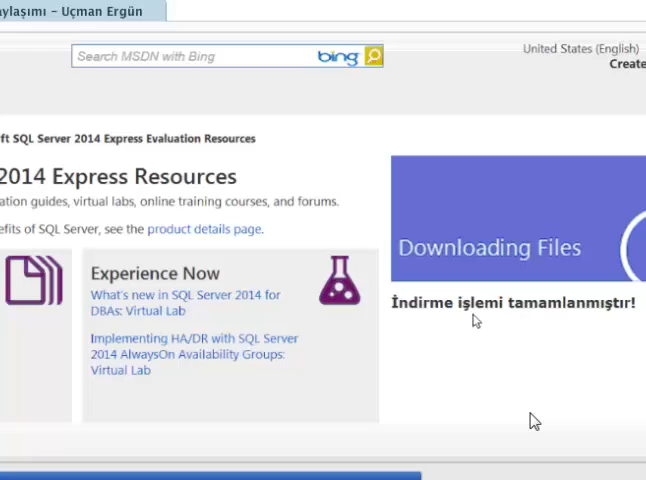 aylaşımı – Uçman Ergün
Search MSDN with Bing
bing
United States (English)
Create
ft SQL Server 2014 Express Evaluation Resources
2014 Express Resources
ation guides, virtual labs, online training courses, and forums.
efits of SQL Server, see the product details page.
Experience Now
What's new in SQL Server 2014 for
DBAs: Virtual Lab
Implementing HA/DR with SQL Server
2014 AlwaysOn Availability Groups:
Virtual Lab
Downloading Files
İndirme işlemi tamamlanmıştır!